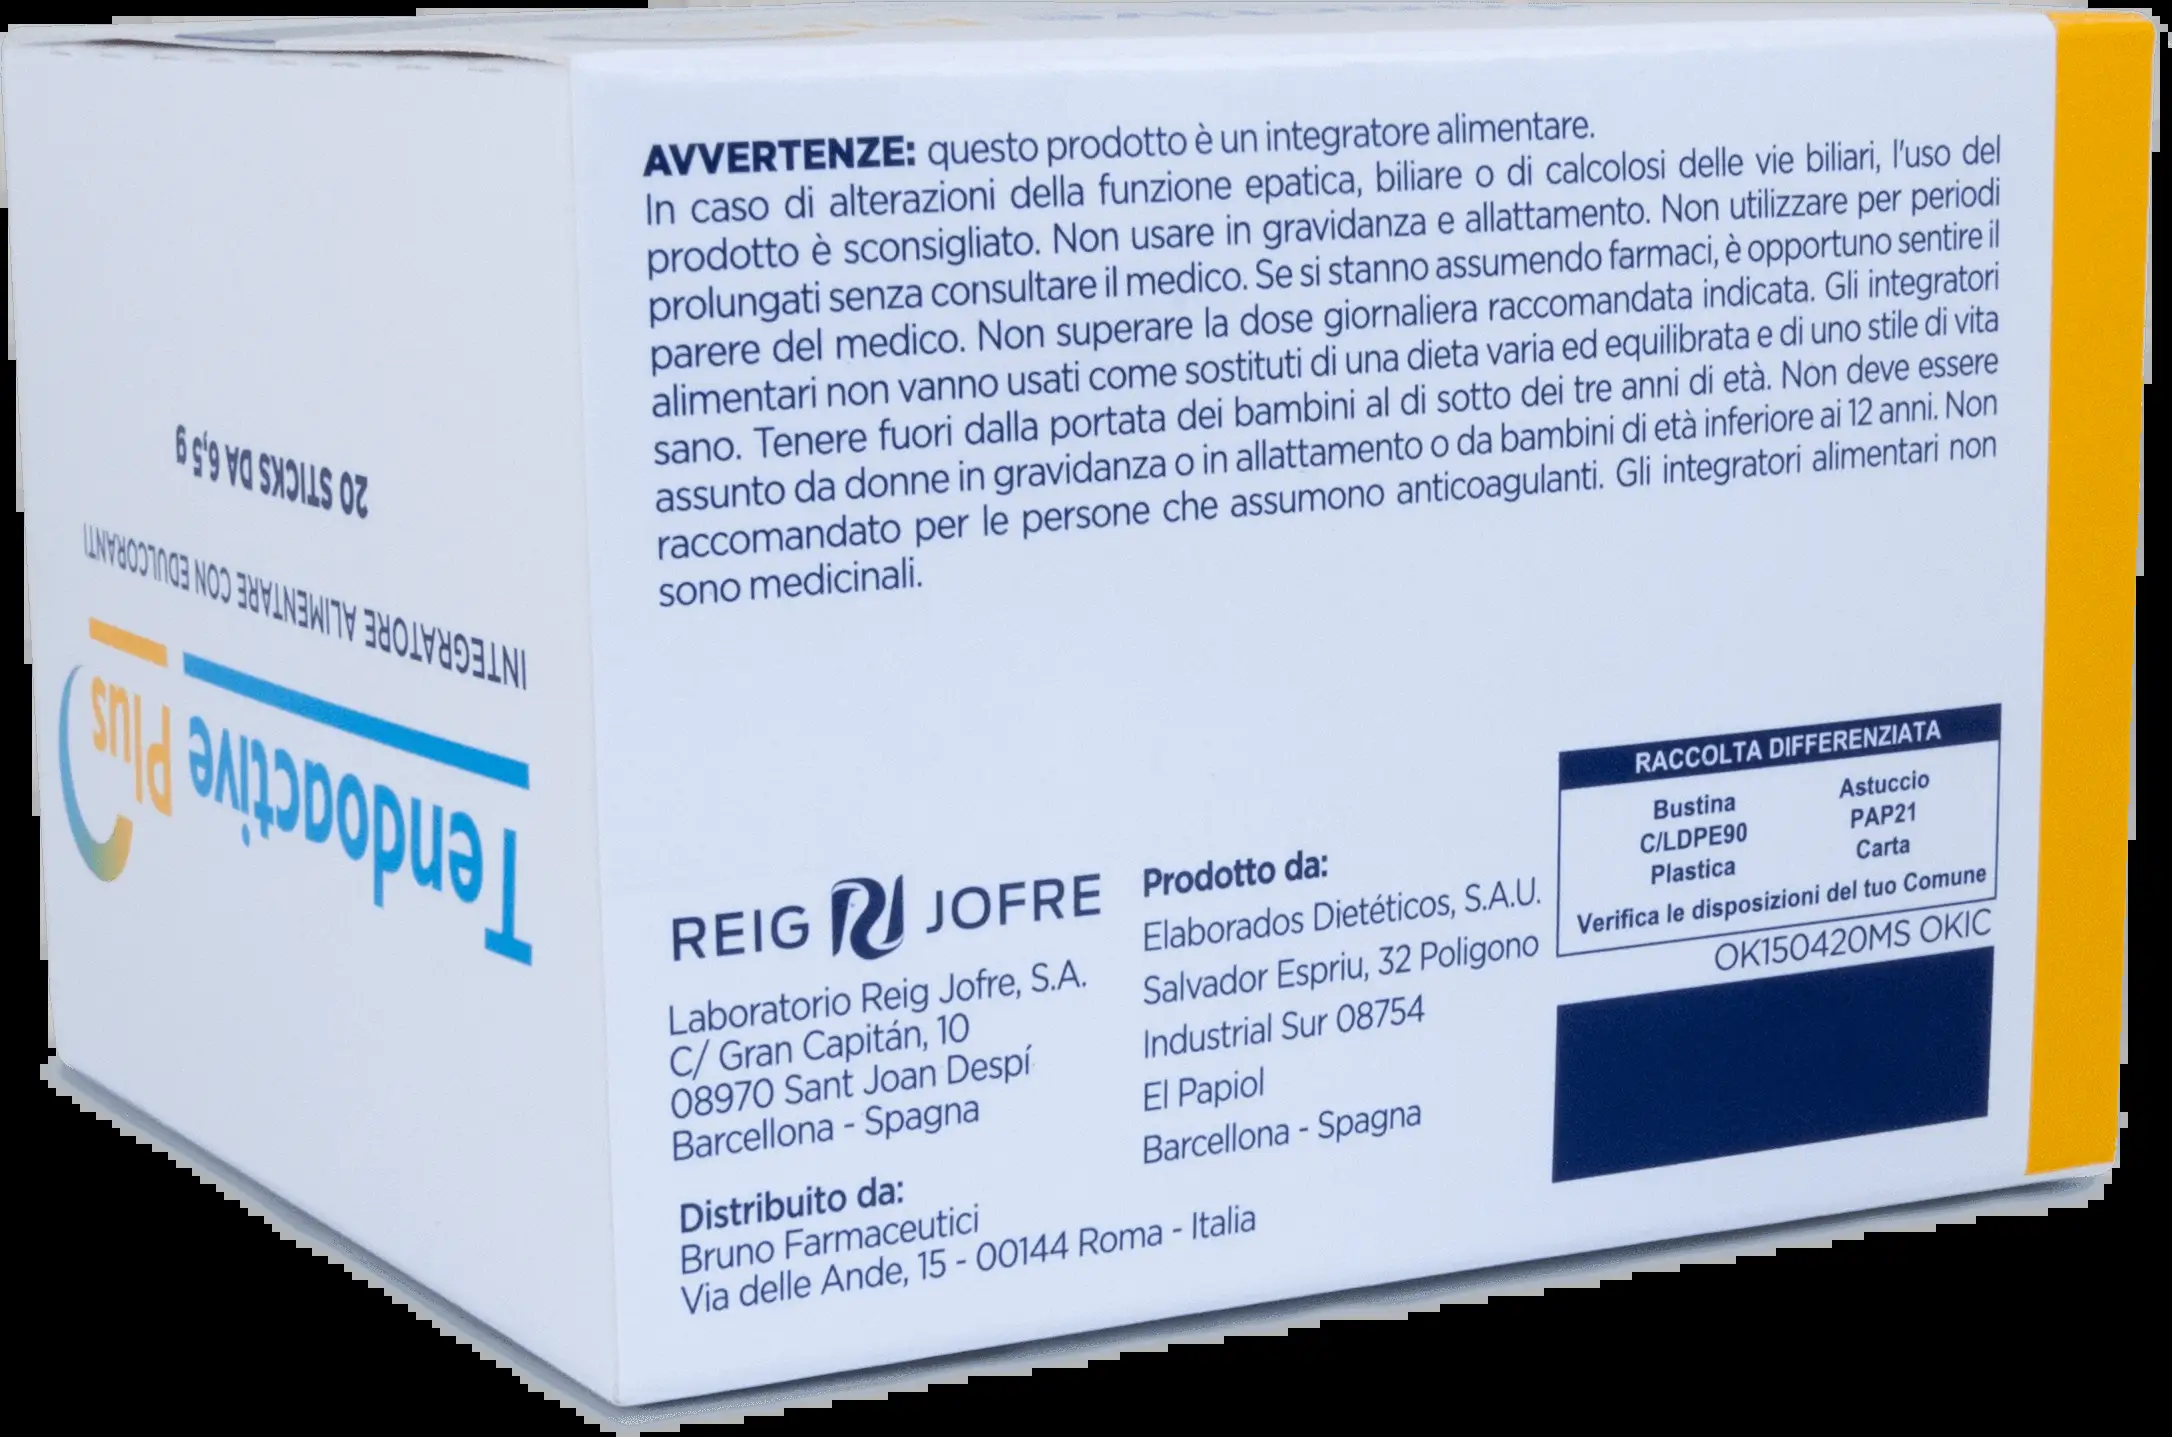 AVVERTENZE: questo prodotto è un integratore alimentare.
In caso di alterazioni della funzione epatica, biliare o di calcolosi delle vie biliari, l'uso del
prodotto è sconsigliato. Non usare in gravidanza e allattamento. Non utilizzare per periodi
prolungati senza consultare il medico. Se si stanno assumendo farmaci, è opportuno sentire il
parere del medico. Non superare la dose giornaliera raccomandata indicata. Gli integratori
alimentari non vanno usati come sostituti di una dieta varia ed equilibrata e di uno stile di vita
sano. Tenere fuori dalla portata dei bambini al di sotto dei tre anni di età. Non deve essere
assunto da donne in gravidanza o in allattamento o da bambini di età inferiore ai 12 anni. Non
raccomandato per le persone che assumono anticoagulanti. Gli integratori alimentari non
sono medicinali.
REIG JOFRE
Laboratorio Reig Jofre, S.A.
C/ Gran Capitán, 10
08970 Sant Joan Despí
Barcellona - Spagna
Distribuito da:
Bruno Farmaceutici
Via delle Ande, 15 - 00144 Roma - Italia
Prodotto da:
Elaborados Dietéticos, S.A.U.
Salvador Espriu, 32 Poligono
Industrial Sur 08754
El Papiol
Barcellona - Spagna
RACCOLTA DIFFERENZIATA
Bustina
C/LDPE90
Plastica
Astuccio
PAP21
Carta
Verifica le disposizioni del tuo Comune
OK150420MS OKIC
Tendoactive Plus
INTEGRATORE ALIMENTARE CON EDULCORANTI
20 STICKS DA 6,5 g